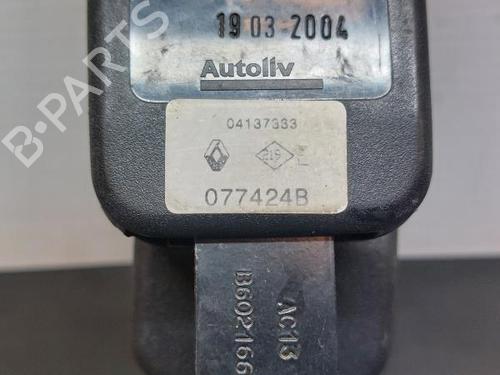 19 03-2004
Autoliv
04137333
077424B
AC13
B602166
B-PARTS